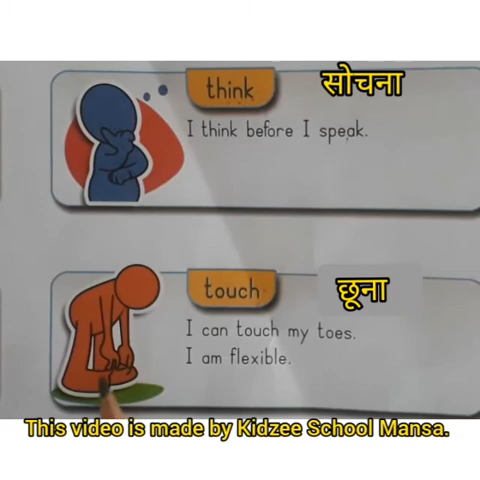 think
सोचना
I think before I speak.
touch
छूना
I can touch my toes.
I am flexible.
This video is made by Kidzee School Mansa.